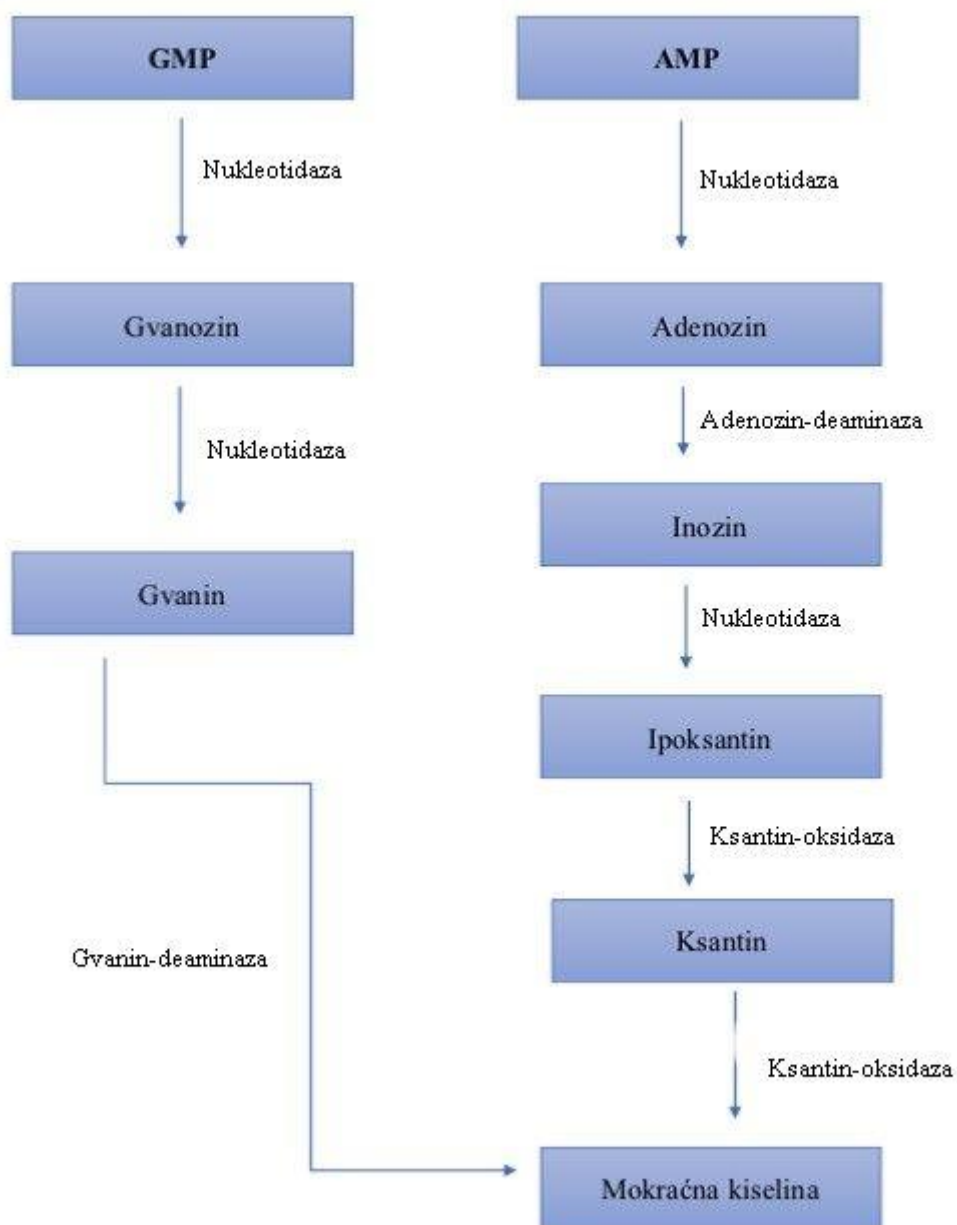 GMP
AMP
Nukleotidaza
Nukleotidaza
Gvanozin
Adenozin
Adenozin-deaminaza
Nukleotidaza
Inozin
Gvanin
Nukleotidaza
Ipoksantin
Ksantin-oksidaza
Ksantin
Gvanin-deaminaza
Ksantin-oksidaza
Mokraćna kiselina